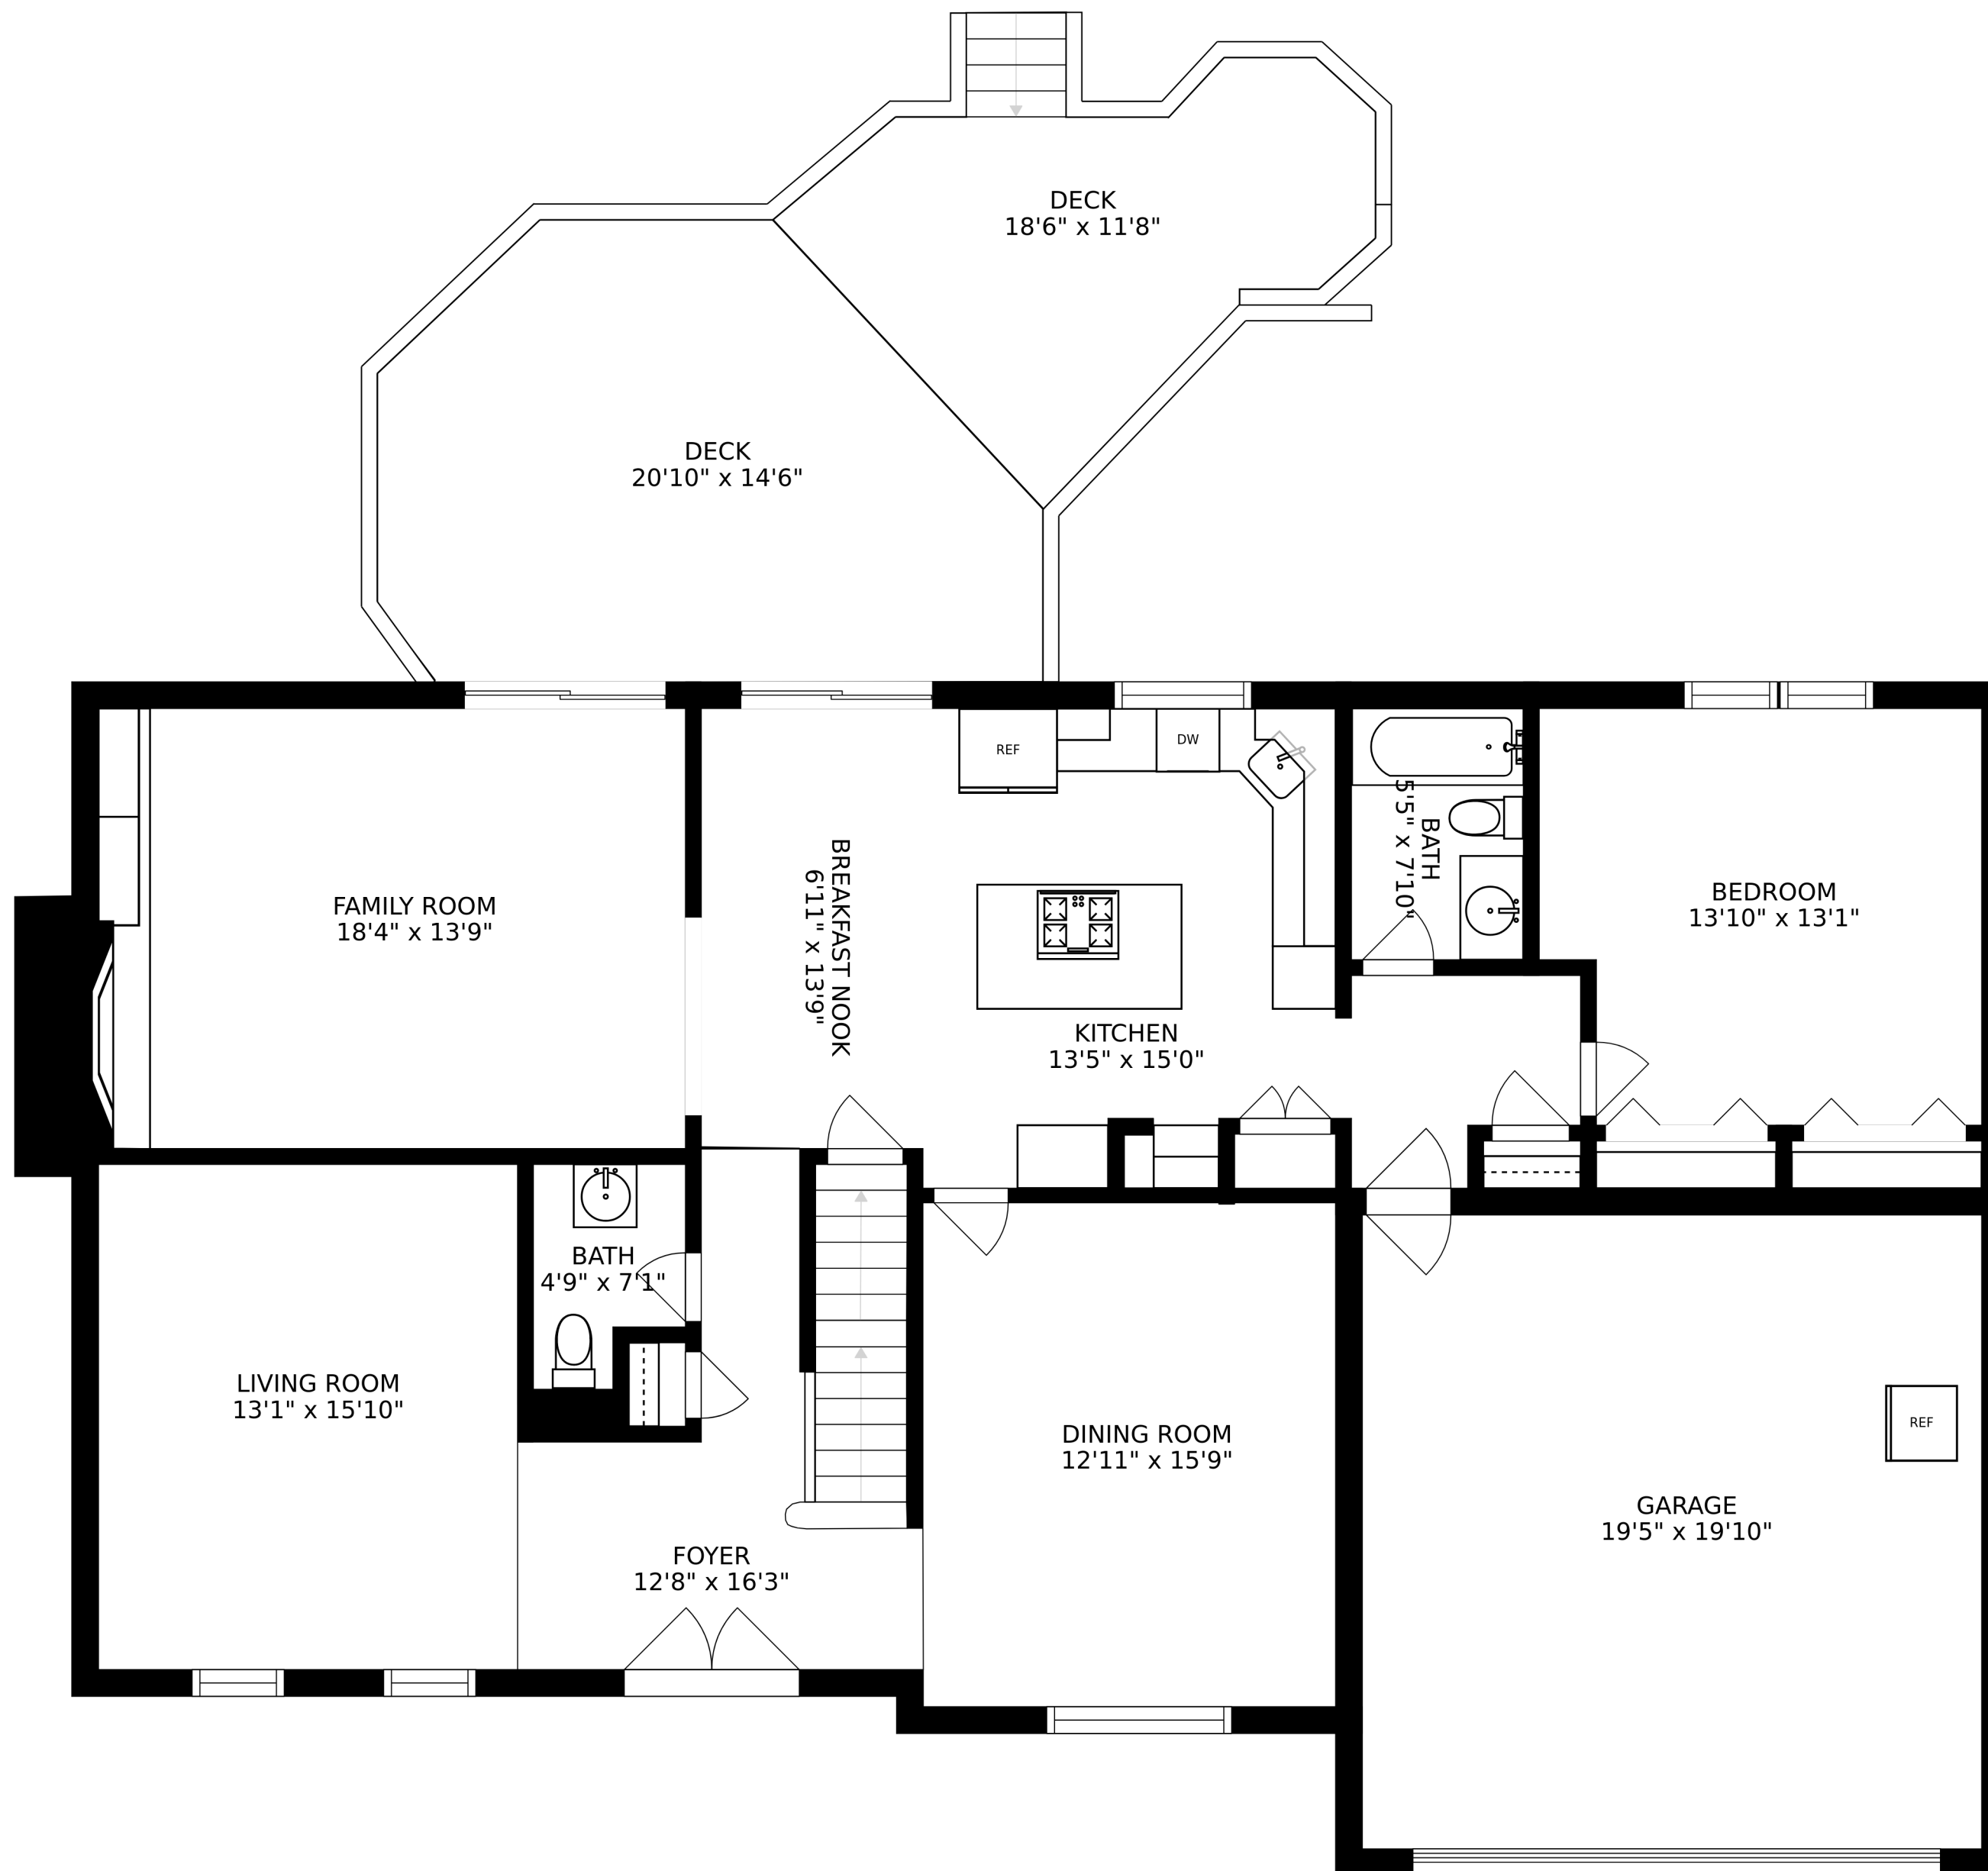 DECK
18'6" x 11'8"
DECK
20'10" x 14'6"
REF
DW
FAMILY ROOM
18'4" x 13'9"
BREAKFAST NOOK
6'11" x 13'9"
KITCHEN
13'5" x 15'0"
BATH
5'5" x 7'10"
BEDROOM
13'10" x 13'1"
BATH
4'9" x 7'1"
LIVING ROOM
13'1" x 15'10"
FOYER
12'8" x 16'3"
DINING ROOM
12'11" x 15'9"
REF
GARAGE
19'5" x 19'10"